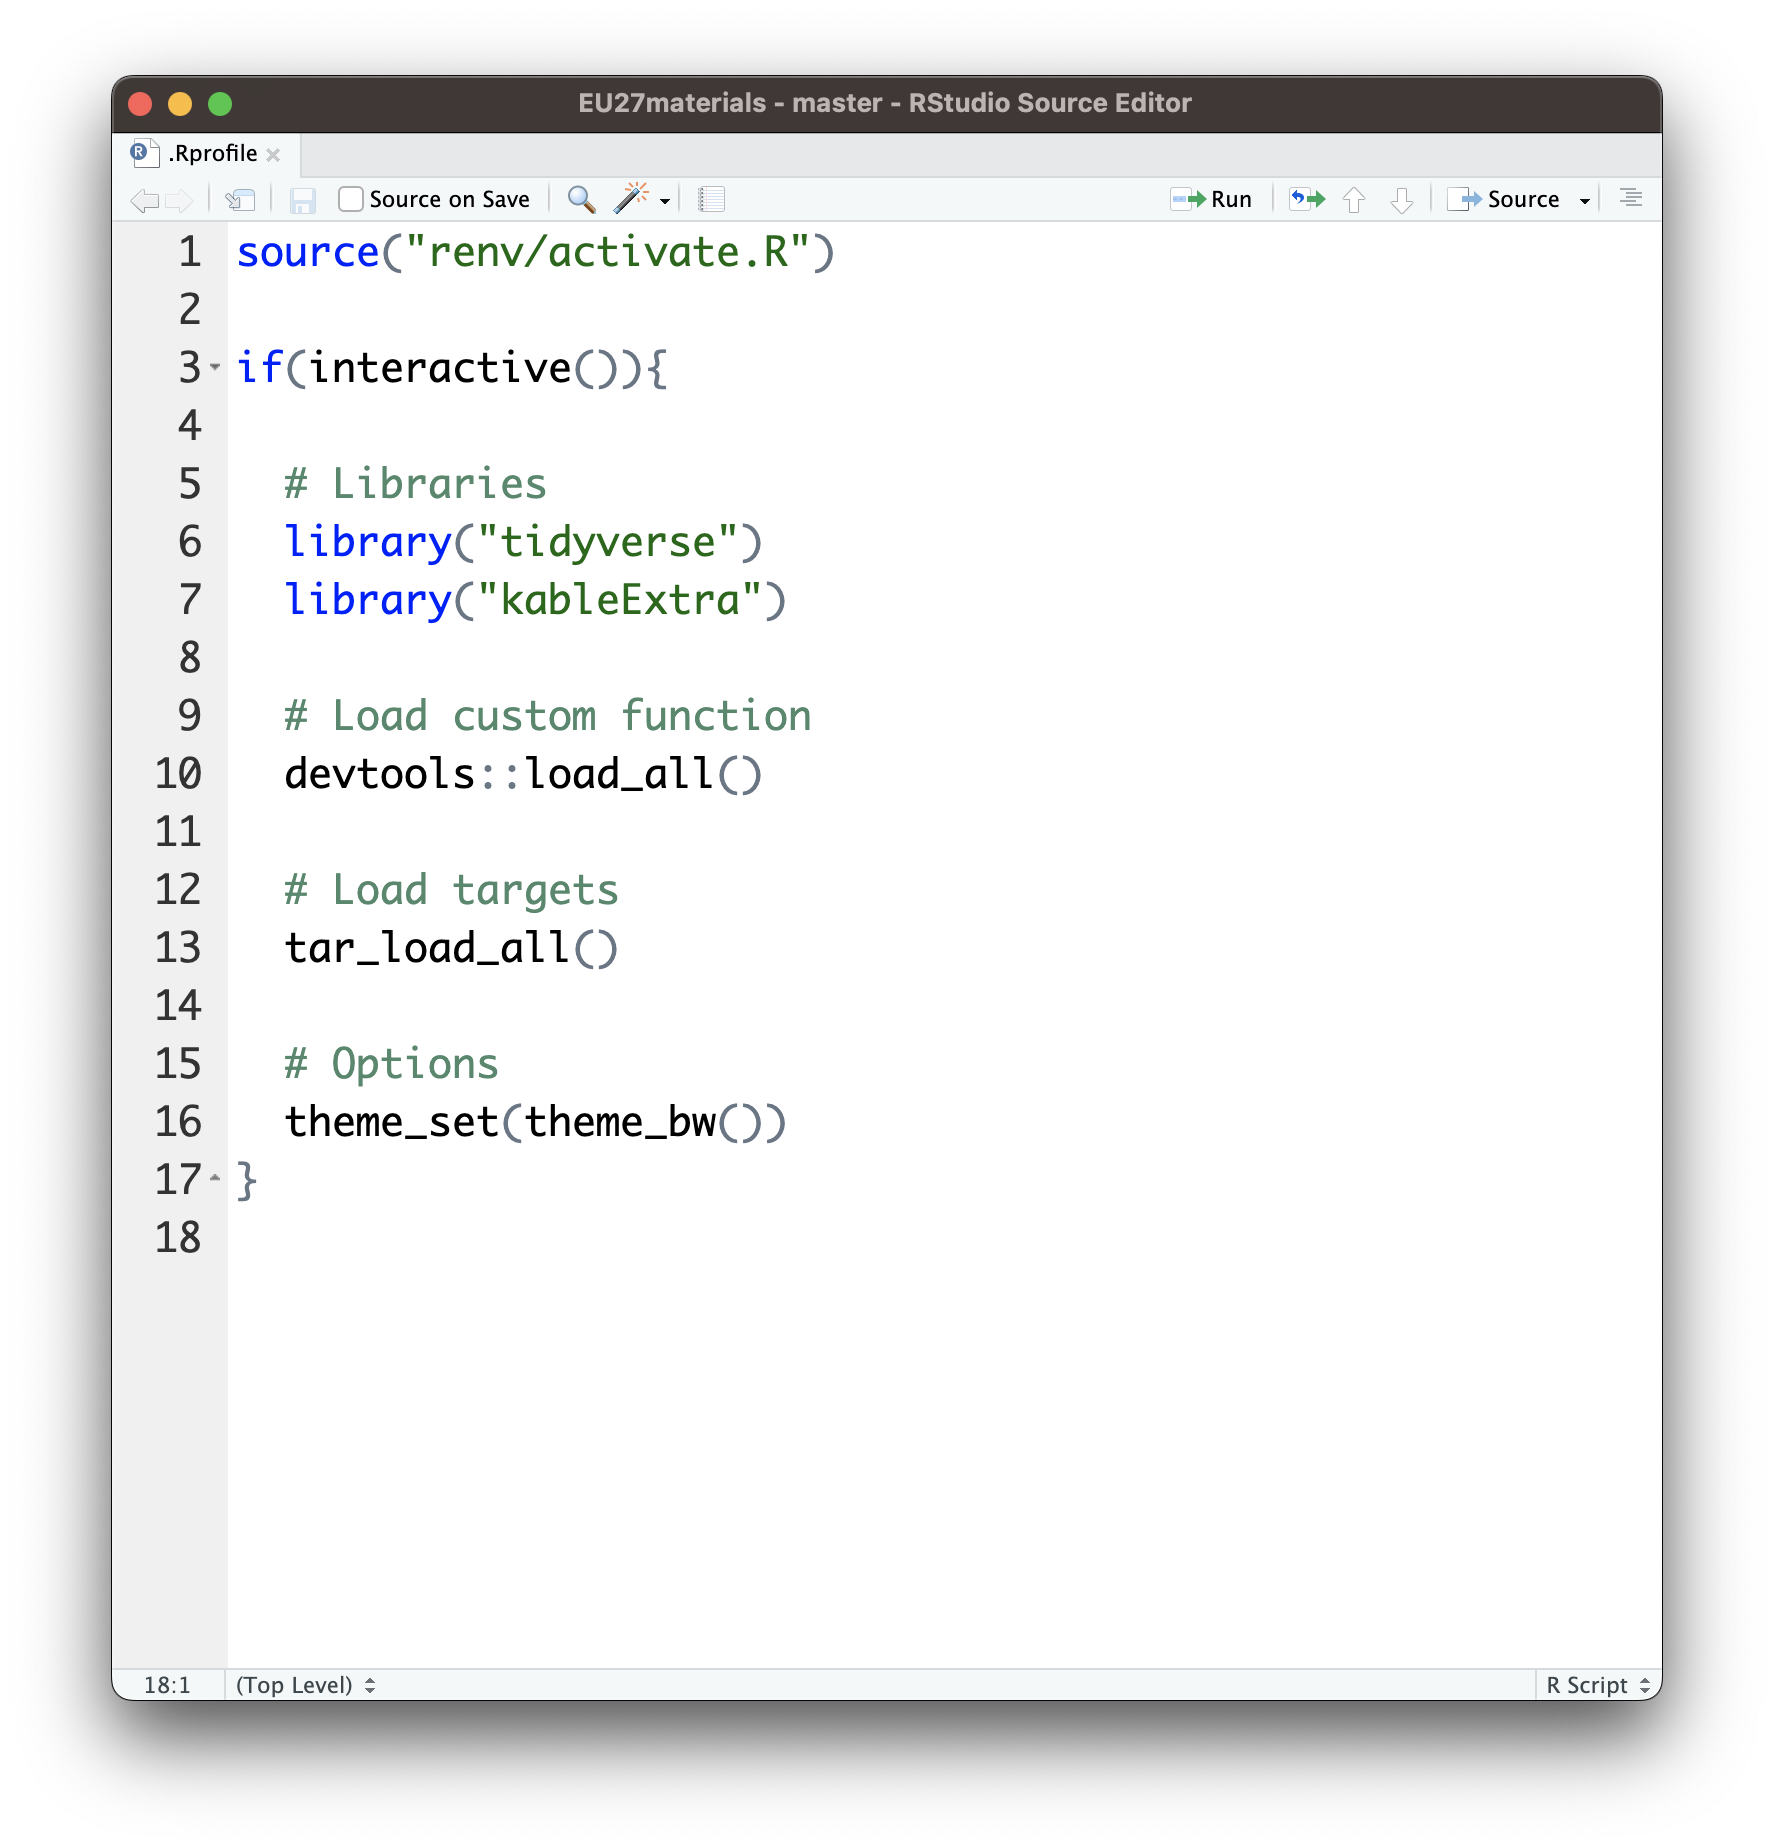 EU27materials - master - RStudio Source Editor
R .Rprofile
Source on Save Run Source
1 source("renv/activate.R")
2
3 if(interactive()){
4
5   # Libraries
6   library("tidyverse")
7   library("kableExtra")
8
9   # Load custom function
10   devtools::load_all()
11
12   # Load targets
13   tar_load_all()
14
15   # Options
16   theme_set(theme_bw())
17 }
18
18:1 (Top Level) R Script